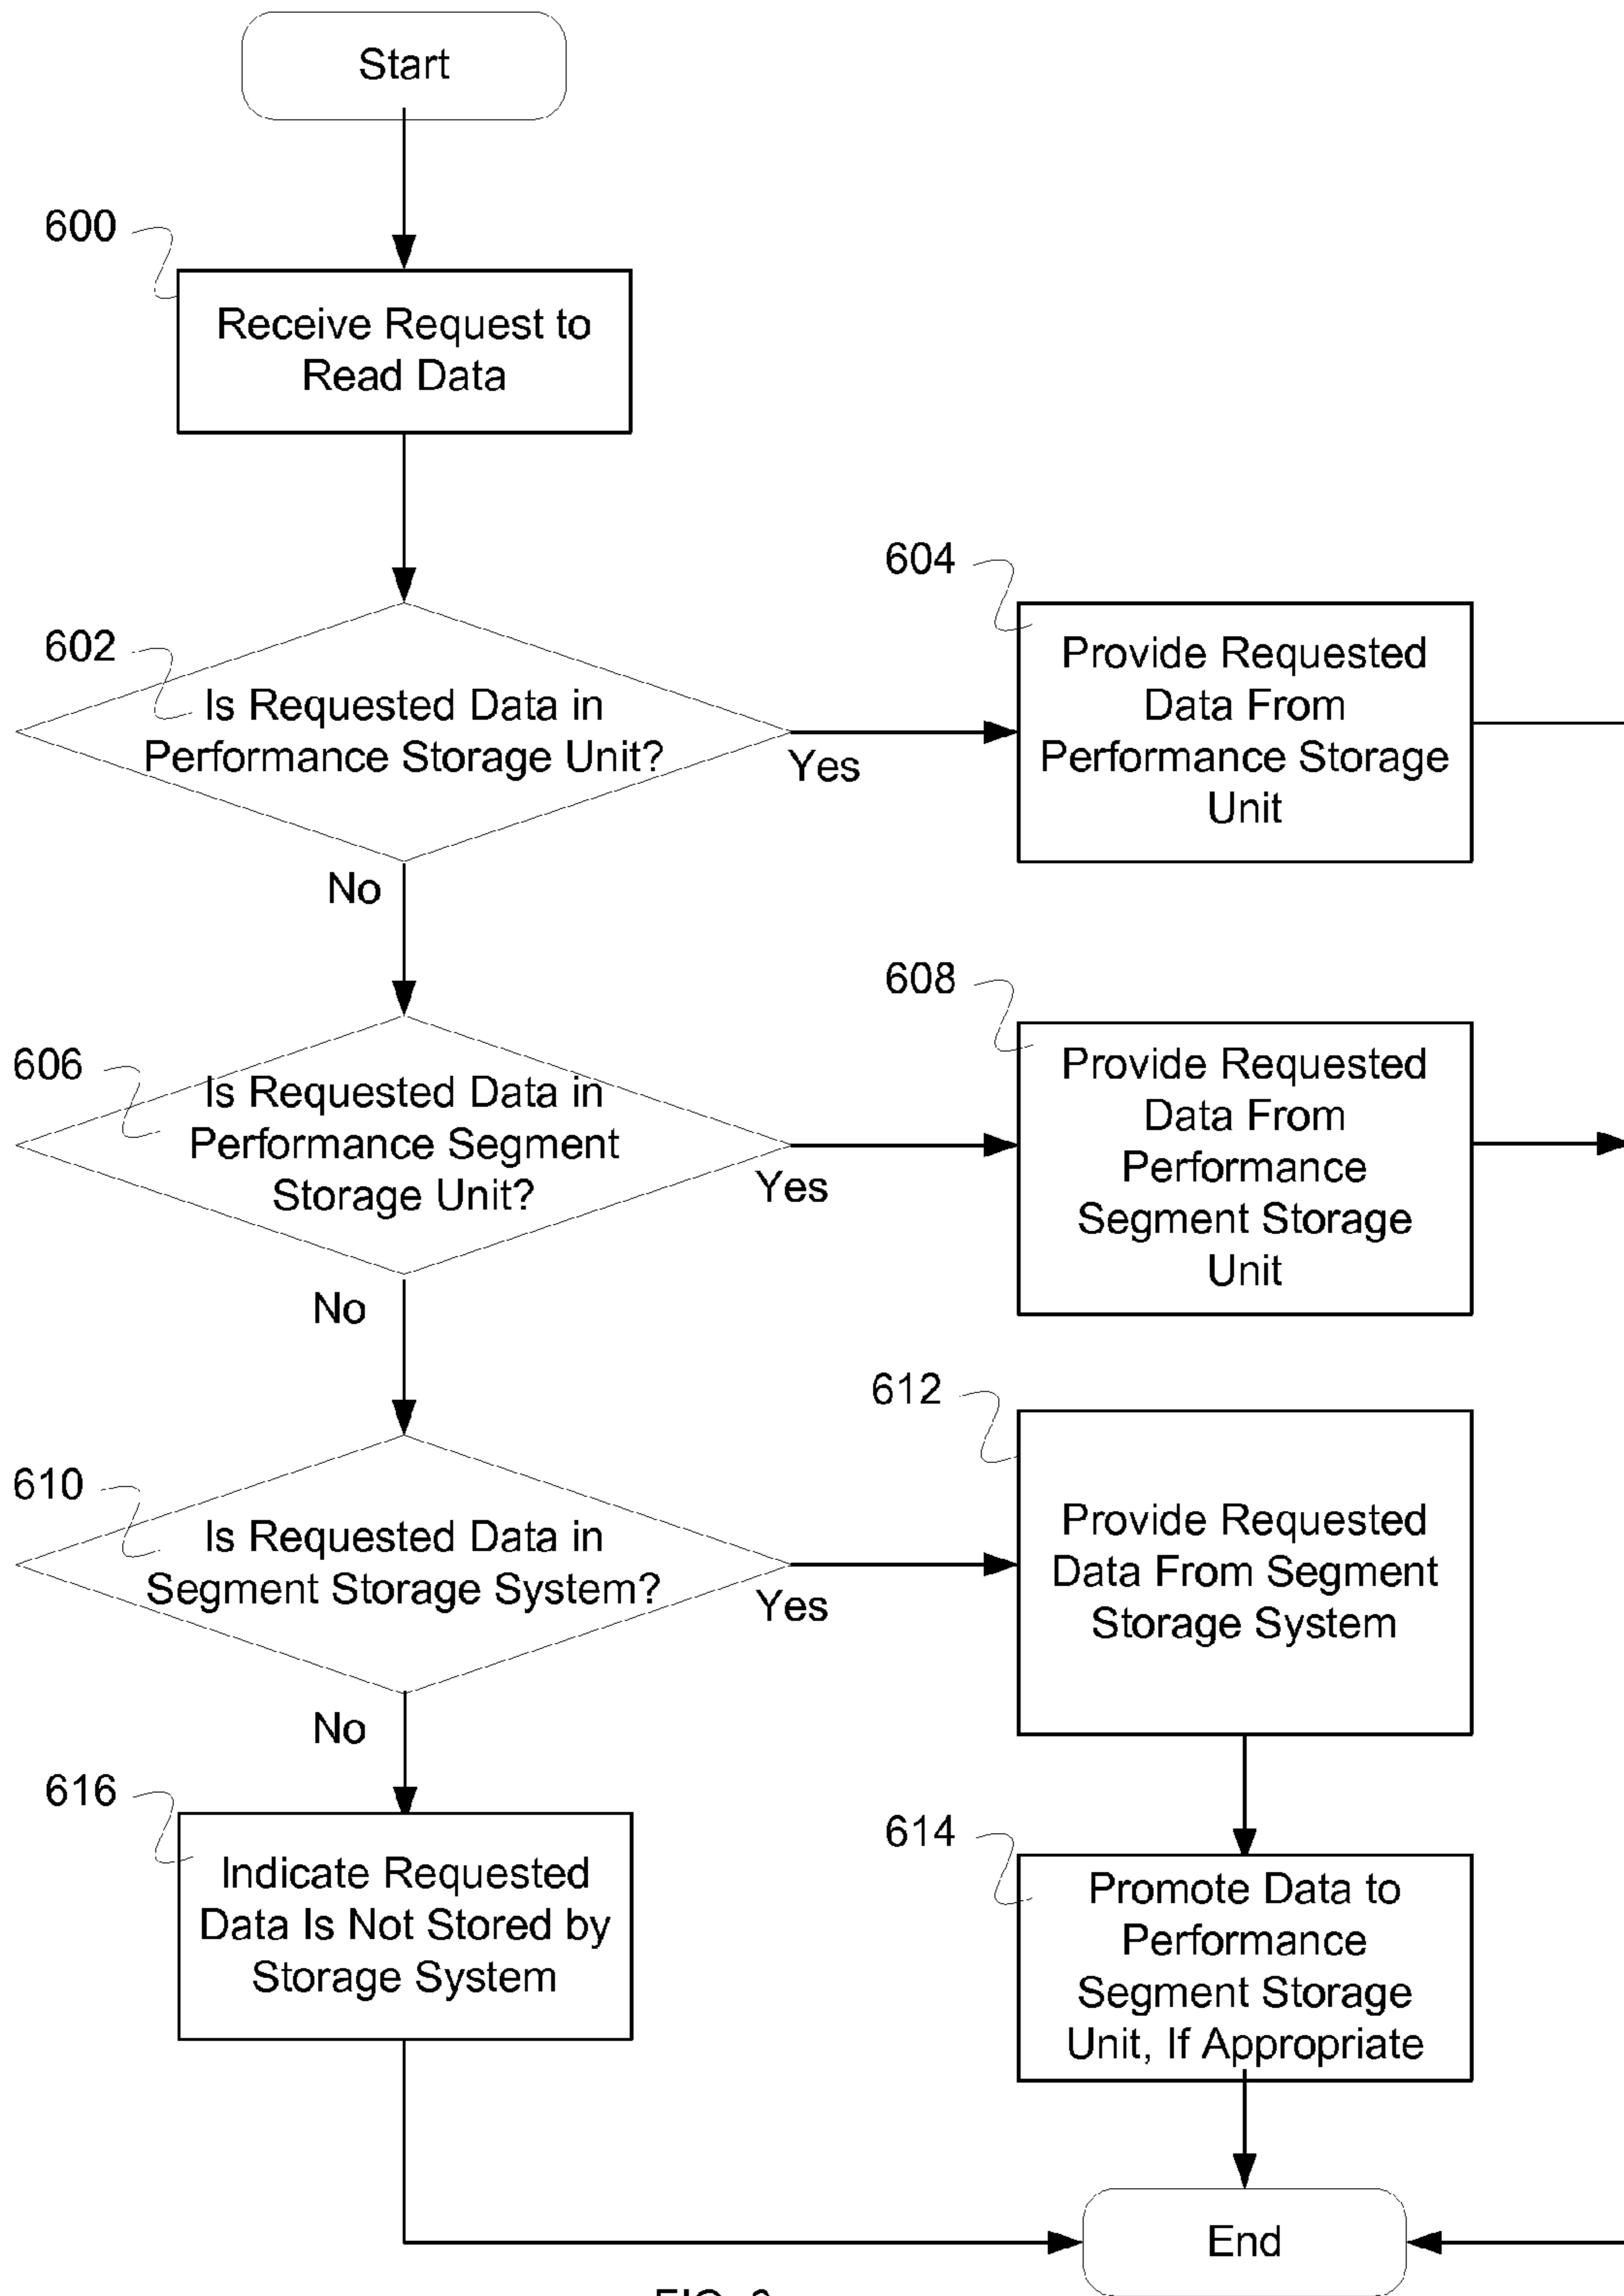 Start
600
Receive Request to
Read Data
602
Is Requested Data in
Performance Storage Unit?
Yes
No
604
Provide Requested
Data From
Performance Storage
Unit
606
Is Requested Data in
Performance Segment
Storage Unit?
Yes
No
608
Provide Requested
Data From
Performance
Segment Storage
Unit
610
Is Requested Data in
Segment Storage System?
Yes
No
612
Provide Requested
Data From Segment
Storage System
614
Promote Data to
Performance
Segment Storage
Unit, If Appropriate
616
Indicate Requested
Data Is Not Stored by
Storage System
End